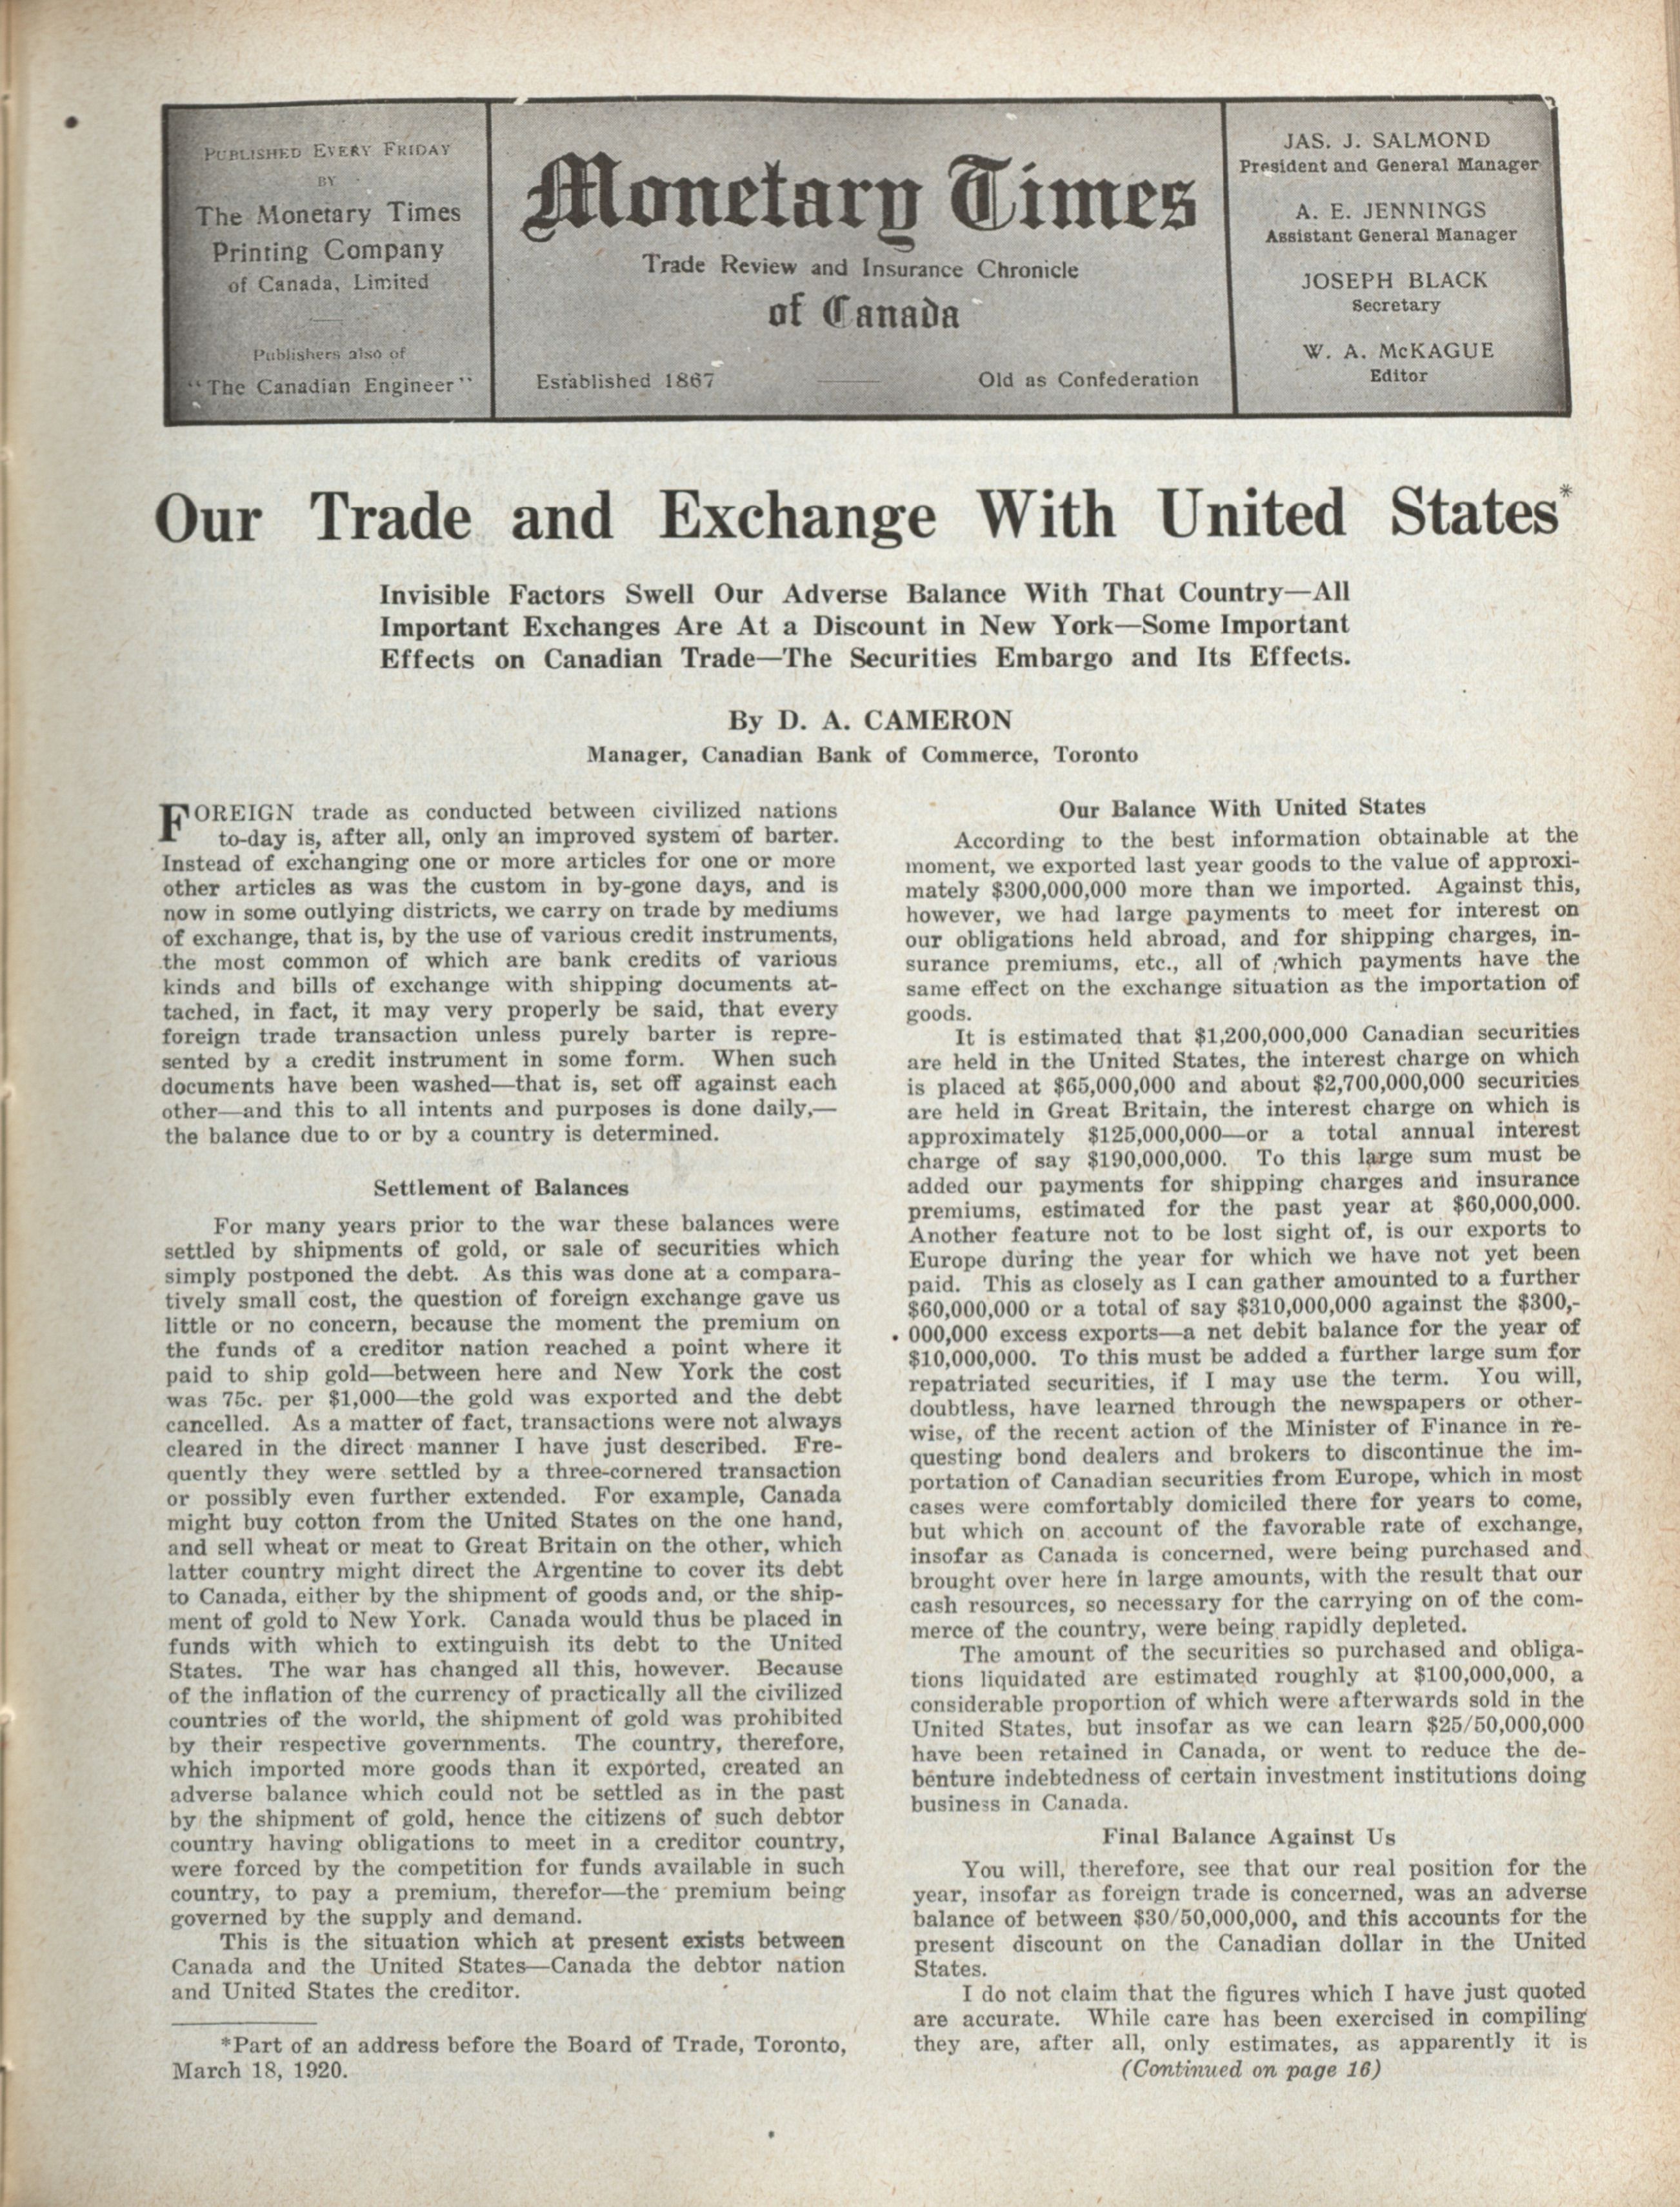 PUBLISHED EVERY FRIDAY
BY
The Monetary Times
Printing Company
of Canada, Limited
Publishers also of
"The Canadian Engineer"
Monetary Times
Trade Review and Insurance Chronicle
of Canada
Established 1867
Old as Confederation
JAS. J. SALMOND
President and General Manager
A. E. JENNINGS
Assistant General Manager
JOSEPH BLACK
Secretary
W. A. McKAGUE
Editor
Our Trade and Exchange With United States*
Invisible Factors Swell Our Adverse Balance With That Country—All
Important Exchanges Are At a Discount in New York—Some Important
Effects on Canadian Trade—The Securities Embargo and Its Effects.
By D. A. CAMERON
Manager, Canadian Bank of Commerce, Toronto
FOREIGN trade as conducted between civilized nations
to-day is, after all, only an improved system of barter.
Instead of exchanging one or more articles for one or more
other articles as was the custom in by-gone days, and is
now in some outlying districts, we carry on trade by mediums
of exchange, that is, by the use of various credit instruments,
the most common of which are bank credits of various
kinds and bills of exchange with shipping documents at-
tached, in fact, it may very properly be said, that every
foreign trade transaction unless purely barter is repre-
sented by a credit instrument in some form. When such
documents have been washed—that is, set off against each
other—and this to all intents and purposes is done daily,—
the balance due to or by a country is determined.
Settlement of Balances
For many years prior to the war these balances were
settled by shipments of gold, or sale of securities which
simply postponed the debt. As this was done at a compara-
tively small cost, the question of foreign exchange gave us
little or no concern, because the moment the premium on
the funds of a creditor nation reached a point where it
paid to ship gold—between here and New York the cost
was 75c. per $1,000—the gold was exported and the debt
cancelled. As a matter of fact, transactions were not always
cleared in the direct manner I have just described. Fre-
quently they were settled by a three-cornered transaction
or possibly even further extended. For example, Canada
might buy cotton from the United States on the one hand,
and sell wheat or meat to Great Britain on the other, which
latter country might direct the Argentine to cover its debt
to Canada, either by the shipment of goods and, or the ship-
ment of gold to New York. Canada would thus be placed in
funds with which to extinguish its debt to the United
States. The war has changed all this, however. Because
of the inflation of the currency of practically all the civilized
countries of the world, the shipment of gold was prohibited
by their respective governments. The country, therefore,
which imported more goods than it exported, created an
adverse balance which could not be settled as in the past
by the shipment of gold, hence the citizens of such debtor
country having obligations to meet in a creditor country,
were forced by the competition for funds available in such
country, to pay a premium, therefor—the premium being
governed by the supply and demand.
This is the situation which at present exists between
Canada and the United States—Canada the debtor nation
and United States the creditor.
*Part of an address before the Board of Trade, Toronto,
March 18, 1920.
Our Balance With United States
According to the best information obtainable at the
moment, we exported last year goods to the value of approxi-
mately $300,000,000 more than we imported. Against this,
however, we had large payments to meet for interest on
our obligations held abroad, and for shipping charges, in-
surance premiums, etc., all of which payments have the
same effect on the exchange situation as the importation of
goods.
It is estimated that $1,200,000,000 Canadian securities
are held in the United States, the interest charge on which
is placed at $65,000,000 and about $2,700,000,000 securities
are held in Great Britain, the interest charge on which is
approximately $125,000,000—or a total annual interest
charge of say $190,000,000. To this large sum must be
added our payments for shipping charges and insurance
premiums, estimated for the past year at $60,000,000.
Another feature not to be lost sight of, is our exports to
Europe during the year for which we have not yet been
paid. This as closely as I can gather amounted to a further
$60,000,000 or a total of say $310,000,000 against the $300,-
000,000 excess exports—a net debit balance for the year of
$10,000,000. To this must be added a further large sum for
repatriated securities, if I may use the term. You will,
doubtless, have learned through the newspapers or other-
wise, of the recent action of the Minister of Finance in re-
questing bond dealers and brokers to discontinue the im-
portation of Canadian securities from Europe, which in most
cases were comfortably domiciled there for years to come,
but which on account of the favorable rate of exchange,
insofar as Canada is concerned, were being purchased and
brought over here in large amounts, with the result that our
cash resources, so necessary for the carrying on of the com-
merce of the country, were being rapidly depleted.
The amount of the securities so purchased and obliga-
tions liquidated are estimated roughly at $100,000,000, a
considerable proportion of which were afterwards sold in the
United States, but insofar as we can learn $25/50,000,000
have been retained in Canada, or went to reduce the de-
benture indebtedness of certain investment institutions doing
business in Canada.
Final Balance Against Us
You will, therefore, see that our real position for the
year, insofar as foreign trade is concerned, was an adverse
balance of between $30/50,000,000, and this accounts for the
present discount on the Canadian dollar in the United
States.
I do not claim that the figures which I have just quoted
are accurate. While care has been exercised in compiling
they are, after all, only estimates, as apparently it is
(Continued on page 16)